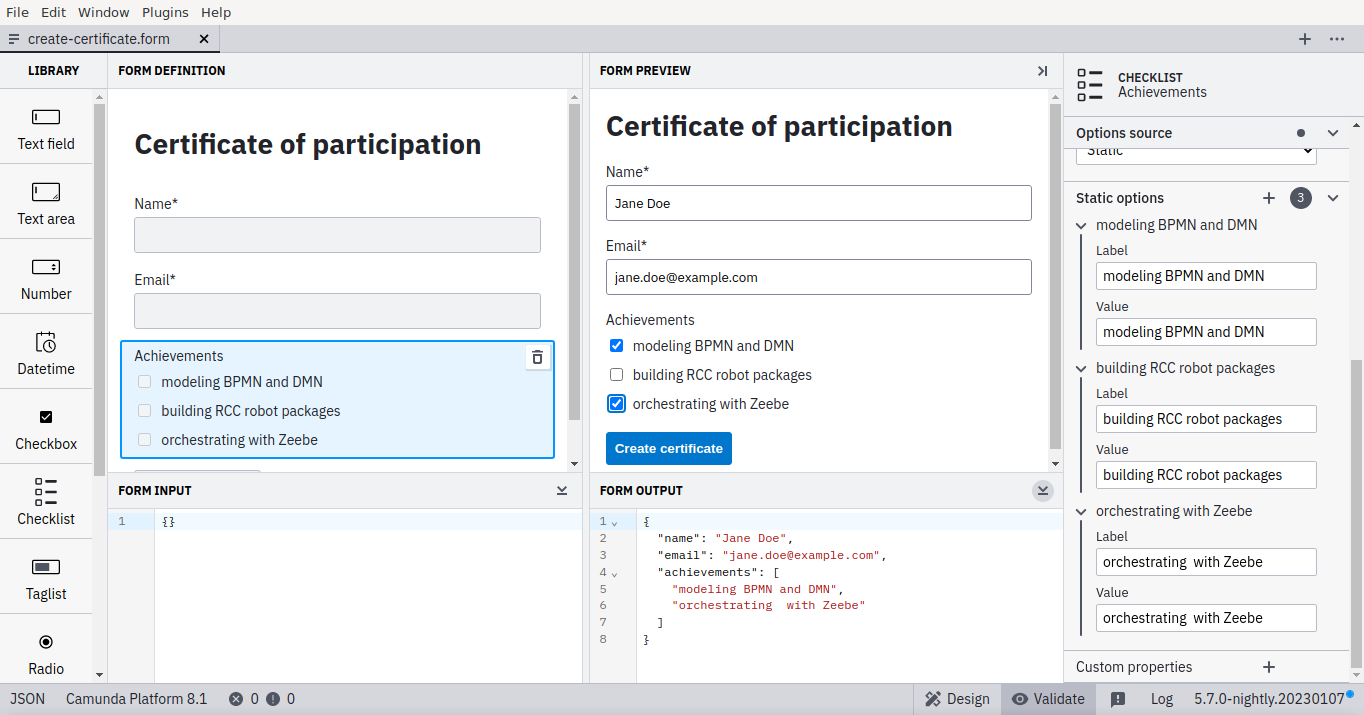 File Edit Window Plugins Help
create-certificate.form
LIBRARY
Text field
Text area
Number
Datetime
Checkbox
Checklist
Taglist
Radio
FORM DEFINITION
Certificate of participation
Name*
Email*
Achievements
modeling BPMN and DMN
building RCC robot packages
orchestrating with Zeebe
FORM INPUT
1 {}
FORM PREVIEW
Certificate of participation
Name*
Jane Doe
Email*
jane.doe@example.com
Achievements
modeling BPMN and DMN
building RCC robot packages
orchestrating with Zeebe
Create certificate
FORM OUTPUT
1 {
2 "name": "Jane Doe",
3 "email": "jane.doe@example.com",
4 "achievements": [
5 "modeling BPMN and DMN",
6 "orchestrating  with Zeebe"
7 ]
8 }
CHECKLIST
Achievements
Options source
Static
Static options 3
modeling BPMN and DMN
Label
modeling BPMN and DMN
Value
modeling BPMN and DMN
building RCC robot packages
Label
building RCC robot packages
Value
building RCC robot packages
orchestrating with Zeebe
Label
orchestrating  with Zeebe
Value
orchestrating  with Zeebe
Custom properties
JSON Camunda Platform 8.1 0 0 Design Validate Log 5.7.0-nightly.20230107